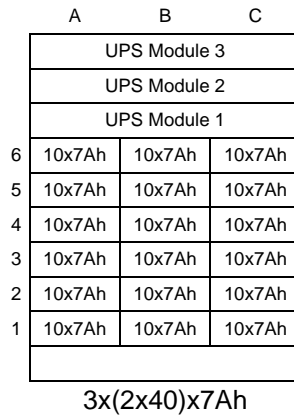 A B C
UPS Module 3
UPS Module 2
UPS Module 1
6 10x7Ah 10x7Ah 10x7Ah
5 10x7Ah 10x7Ah 10x7Ah
4 10x7Ah 10x7Ah 10x7Ah
3 10x7Ah 10x7Ah 10x7Ah
2 10x7Ah 10x7Ah 10x7Ah
1 10x7Ah 10x7Ah 10x7Ah
3x(2x40)x7Ah